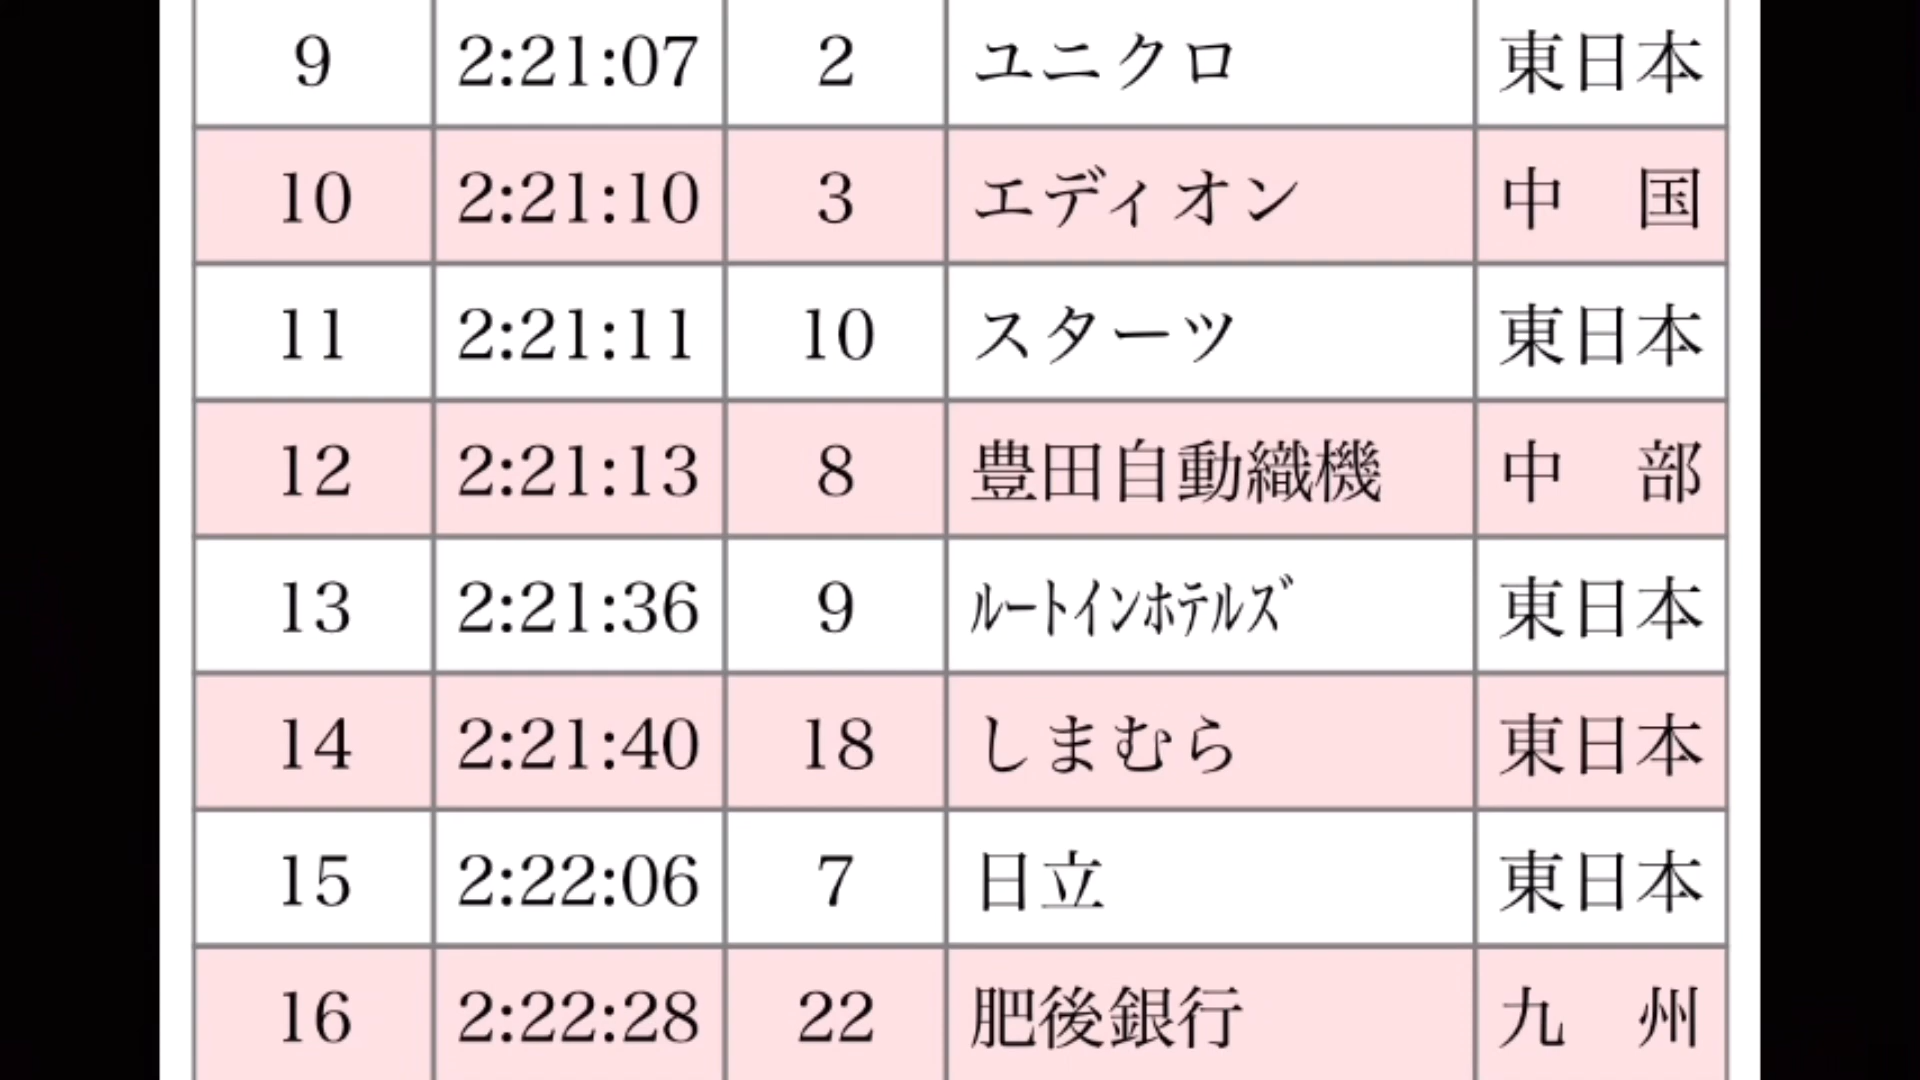 9 2:21:07 2 ユニクロ 東日本
10 2:21:10 3 エディオン 中　国
11 2:21:11 10 スターツ 東日本
12 2:21:13 8 豊田自動織機 中　部
13 2:21:36 9 ﾙｰﾄｲﾝﾎﾃﾙｽﾞ 東日本
14 2:21:40 18 しまむら 東日本
15 2:22:06 7 日立 東日本
16 2:22:28 22 肥後銀行 九　州